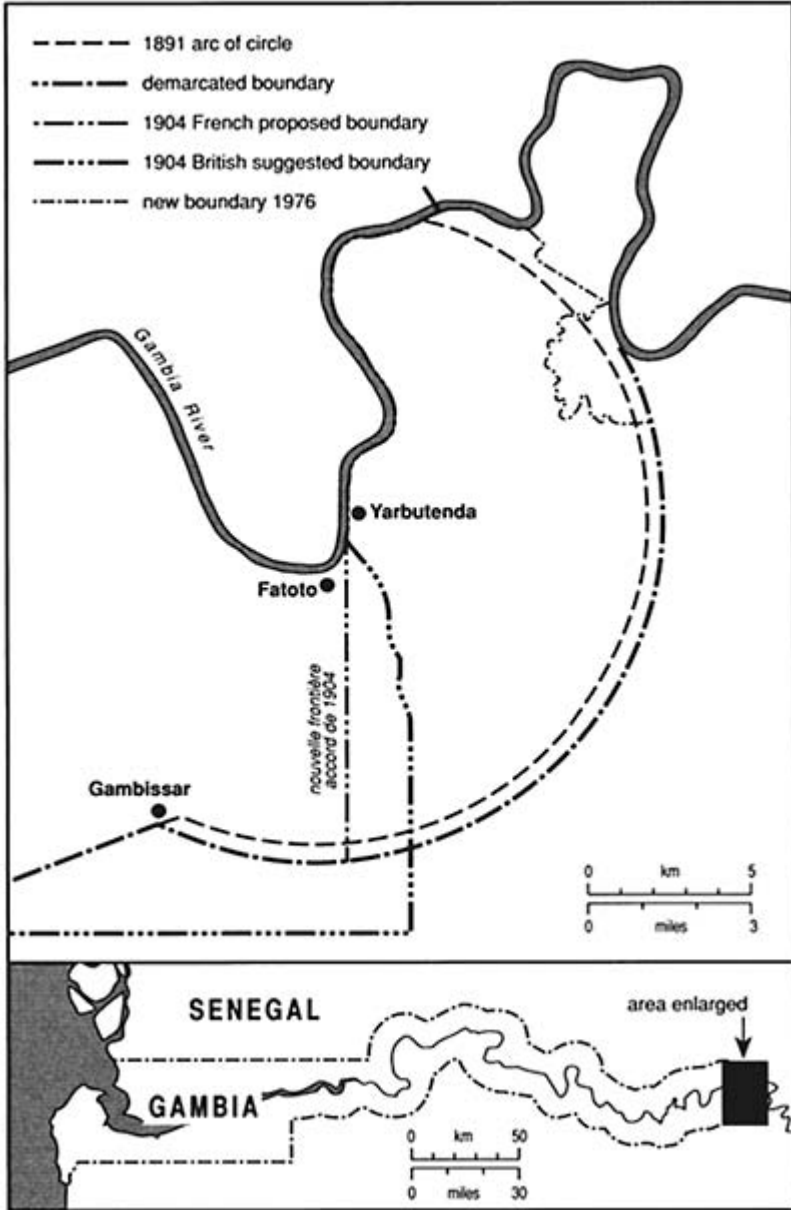 1891 arc of circle
demarcated boundary
1904 French proposed boundary
1904 British suggested boundary
new boundary 1976
Gambia River
Yarbutenda
Fatoto
nouvelle frontière
accord de 1904
Gambissar
0 km 5
0 miles 3
SENEGAL
area enlarged
GAMBIA
0 km 50
0 miles 30